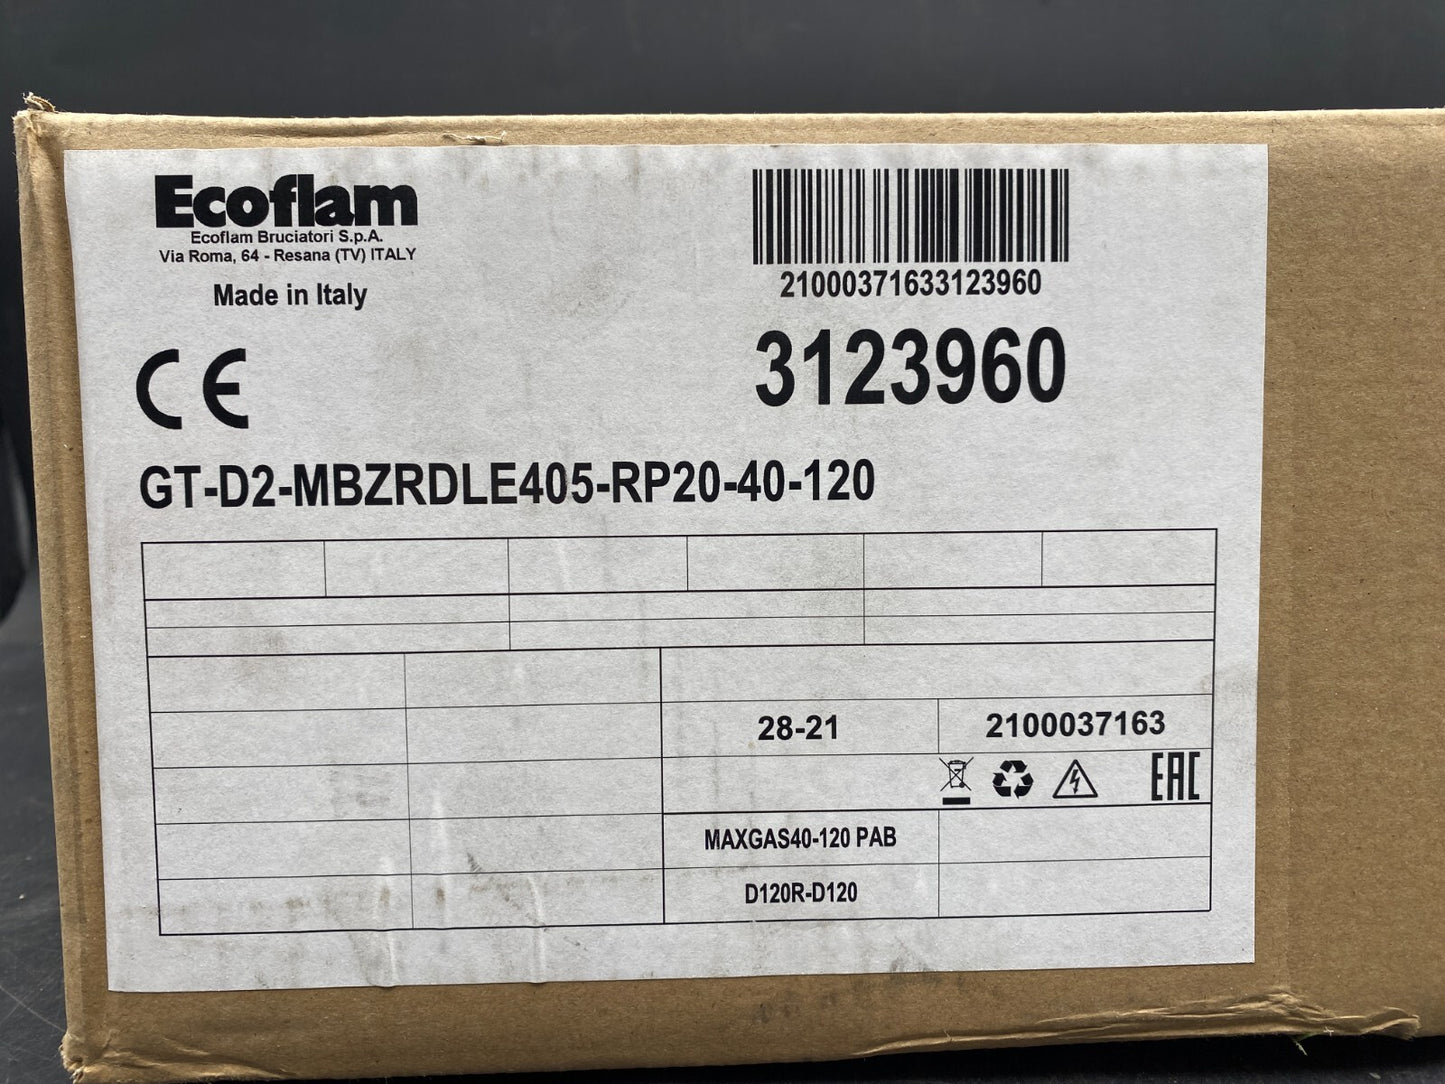 Ecoflam
Ecoflam Bruciatori S.p.A.
Via Roma, 64 - Resana (TV) ITALY
Made in Italy
CE
21000371633123960
3123960
GT-D2-MBZRDLE405-RP20-40-120
28-21
2100037163
EAC
MAXGAS40-120 PAB
D120R-D120